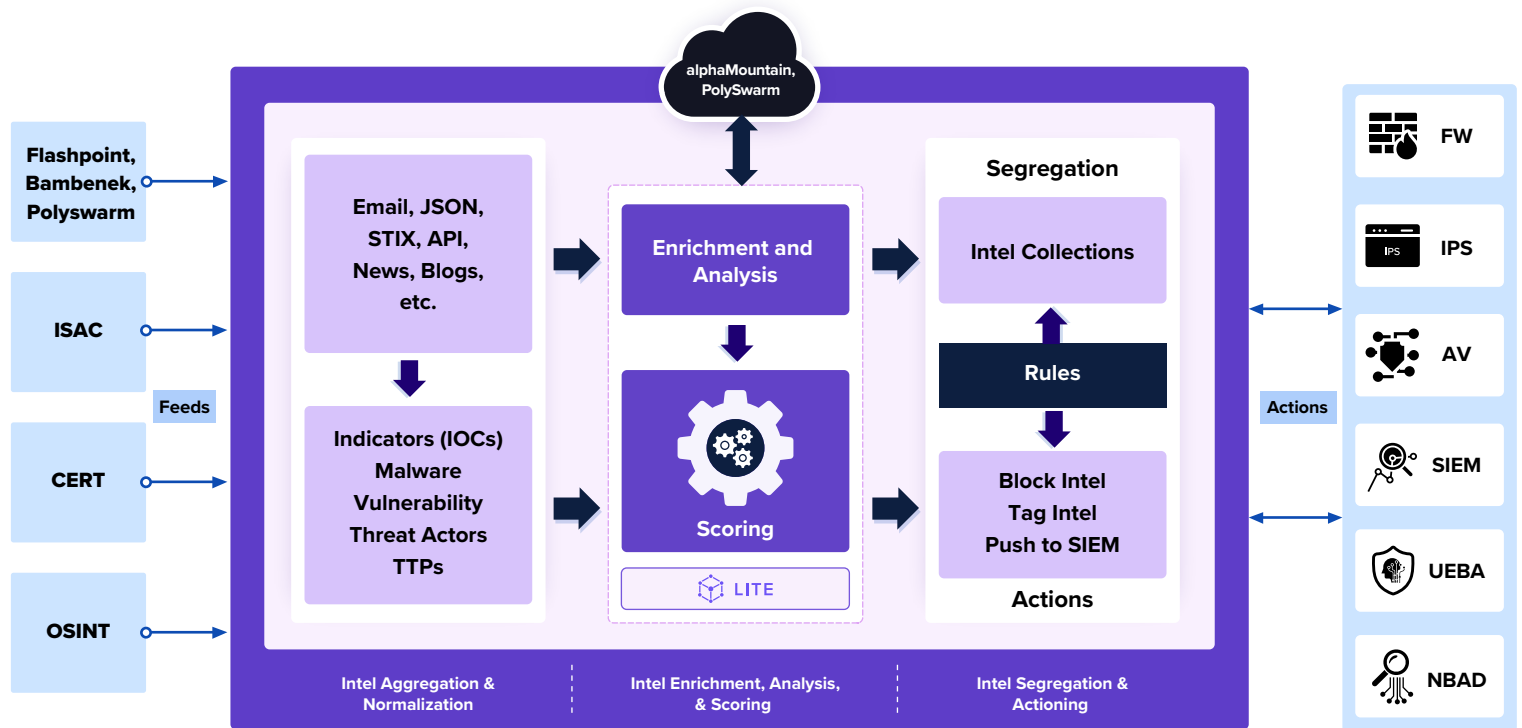 alphaMountain,
PolySwarm
Flashpoint,
Bambenek,
Polyswarm
ISAC
Feeds
CERT
OSINT
Email, JSON,
STIX, API,
News, Blogs,
etc.
Indicators (IOCs)
Malware
Vulnerability
Threat Actors
TTPs
Enrichment and
Analysis
Scoring
LITE
Segregation
Intel Collections
Rules
Block Intel
Tag Intel
Push to SIEM
Actions
Intel Aggregation &
Normalization
Intel Enrichment, Analysis,
& Scoring
Intel Segregation &
Actioning
Actions
FW
IPS
IPS
AV
SIEM
UEBA
NBAD